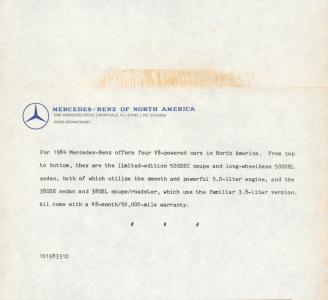 MERCEDES-BENZ OF NORTH AMERICA
ONE MERCEDES DRIVE | MONTVALE, N.J. 07645 | 201 573-0600
NEWS DEPARTMENT
For 1984 Mercedes-Benz offers four V8-powered cars in North America. From top
to bottom, they are the limited-edition 500SEC coupe and long-wheelbase 500SEL
sedan, both of which utilize the smooth and powerful 5.0-liter engine, and the
380SE sedan and 380SL coupe/roadster, which use the familiar 3.8-liter version.
All come with a 48-month/50,000-mile warranty.
# # #
10198331D